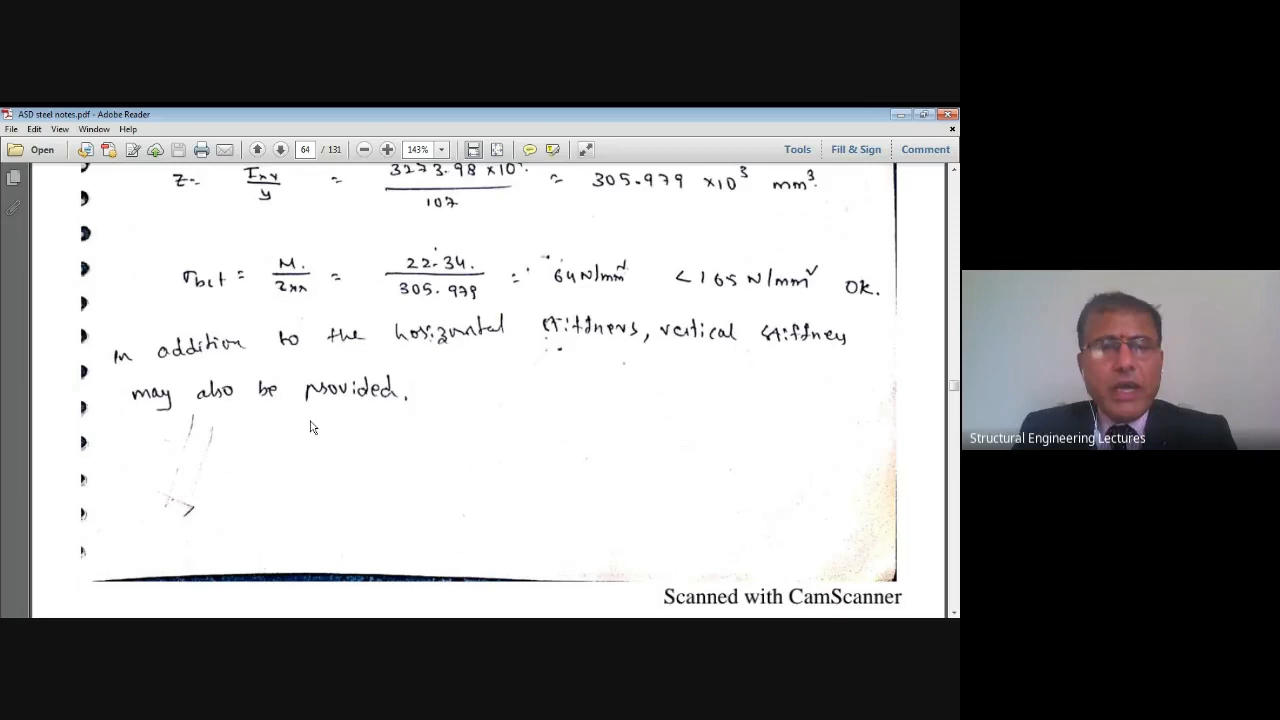 ASD steel notes.pdf - Adobe Reader
File Edit View Window Help
Open 64 / 131 143% Tools Fill & Sign Comment
Z = Ixx / y = 3273.98 ×10 / 107 = 305.979 ×10³ mm³.
σbct = M / Zxx = 22.34 / 305.979 = 64 N/mm² < 165 N/mm² OK.
In addition to the horizontal stiffners, vertical stiffney
may also be provided.
Scanned with CamScanner
Structural Engineering Lectures